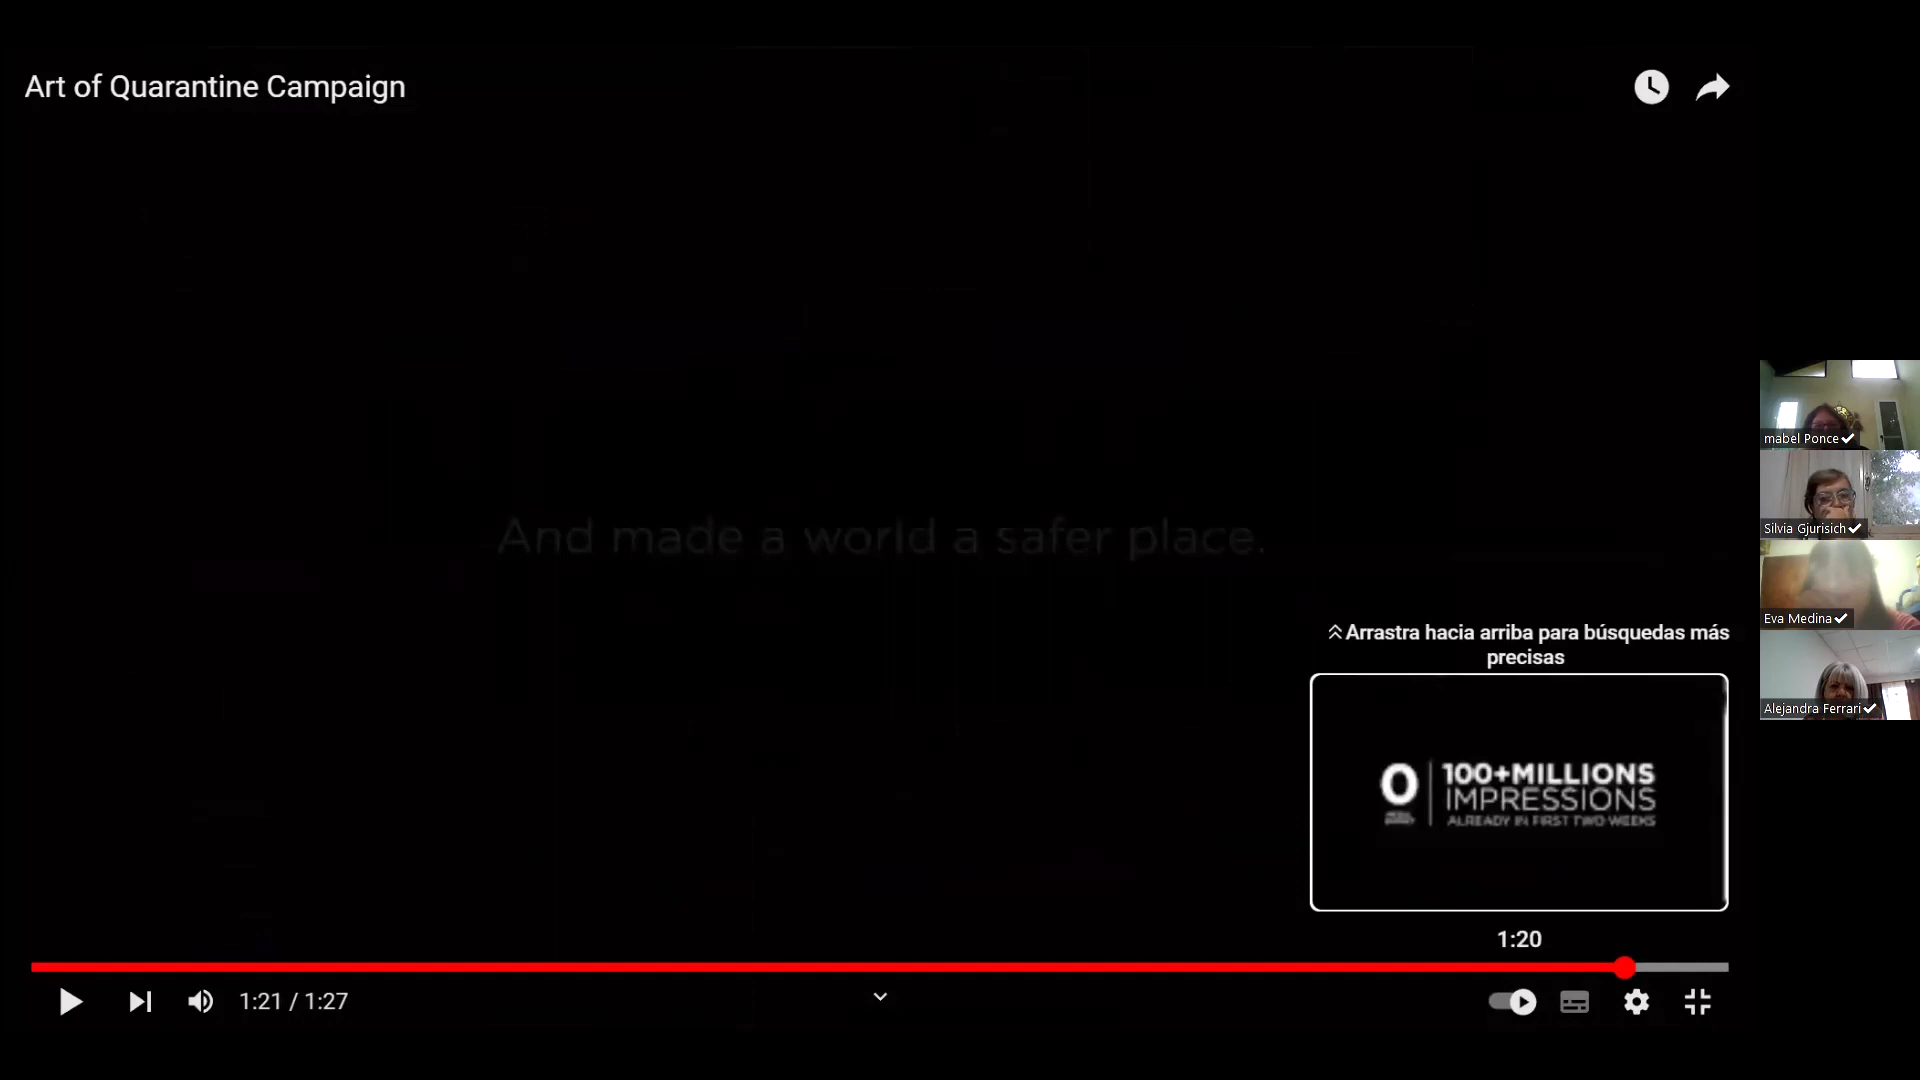 Art of Quarantine Campaign
And made a world a safer place.
Arrastra hacia arriba para búsquedas más
precisas
0
100+MILLIONS
IMPRESSIONS
ALREADY IN FIRST TWO WEEKS
1:20
1:21 / 1:27
mabel Ponce
Silvia Gjurisich
Eva Medina
Alejandra Ferrari